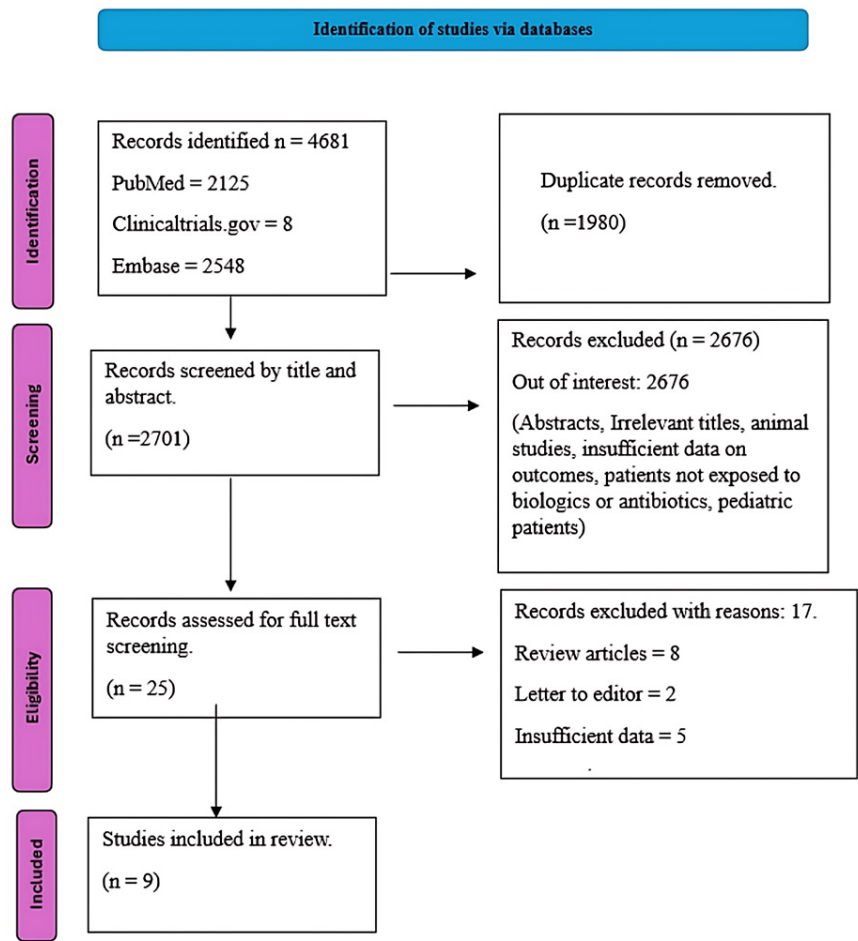 Identification of studies via databases
Identification
Records identified n = 4681
PubMed = 2125
Clinicaltrials.gov = 8
Embase = 2548
Duplicate records removed.
(n =1980)
Screening
Records screened by title and
abstract.
(n =2701)
Records excluded (n = 2676)
Out of interest: 2676
(Abstracts, Irrelevant titles, animal
studies, insufficient data on
outcomes, patients not exposed to
biologics or antibiotics, pediatric
patients)
Eligibility
Records assessed for full text
screening.
(n = 25)
Records excluded with reasons: 17.
Review articles = 8
Letter to editor = 2
Insufficient data = 5
.
Included
Studies included in review.
(n = 9)